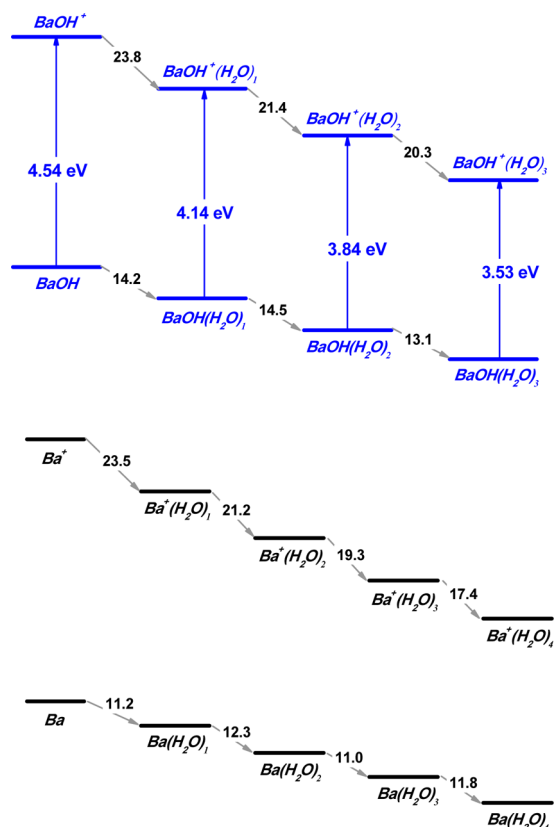 BaOH⁺
23.8
BaOH⁺(H₂O)₁
21.4
BaOH⁺(H₂O)₂
20.3
BaOH⁺(H₂O)₃
4.54 eV
4.14 eV
3.84 eV
3.53 eV
BaOH
14.2
BaOH(H₂O)₁
14.5
BaOH(H₂O)₂
13.1
BaOH(H₂O)₃
Ba⁺
23.5
Ba⁺(H₂O)₁
21.2
Ba⁺(H₂O)₂
19.3
Ba⁺(H₂O)₃
17.4
Ba⁺(H₂O)₄
Ba
11.2
Ba(H₂O)₁
12.3
Ba(H₂O)₂
11.0
Ba(H₂O)₃
11.8
Ba(H₂O)